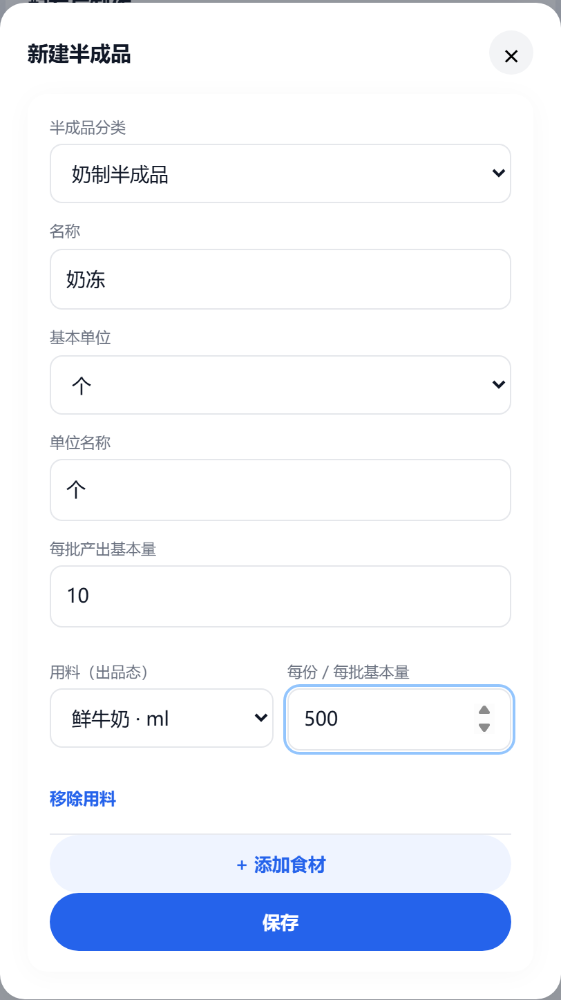 新建半成品
半成品分类
奶制半成品
名称
奶冻
基本单位
个
单位名称
个
每批产出基本量
10
用料（出品态）
每份 / 每批基本量
鲜牛奶 · ml
500
移除用料
+ 添加食材
保存